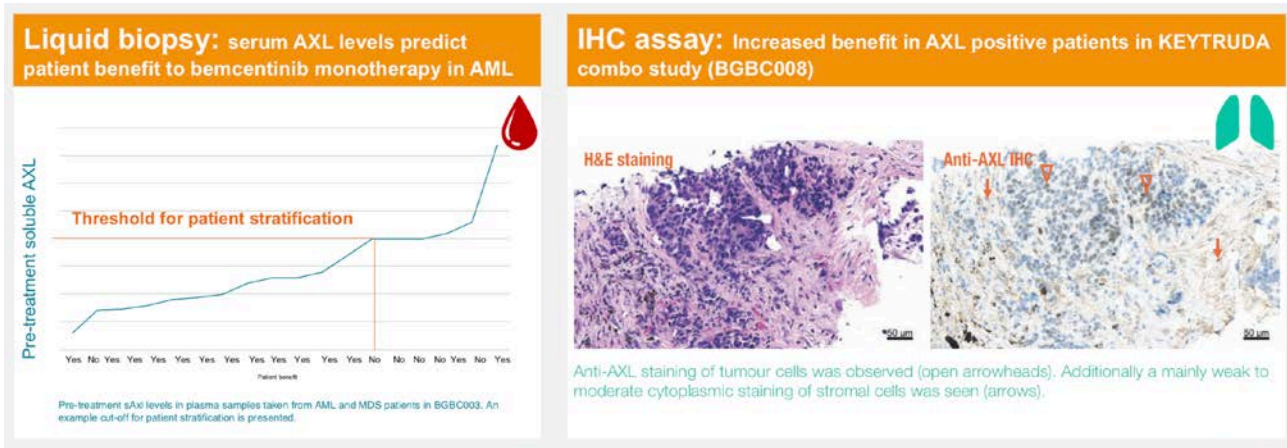 Liquid biopsy: serum AXL levels predict
patient benefit to bemcentinib monotherapy in AML
Pre-treatment soluble AXL
Threshold for patient stratification
Yes No Yes Yes Yes Yes Yes Yes Yes Yes Yes Yes No No No No Yes No Yes
Patient benefit
Pre-treatment sAxl levels in plasma samples taken from AML and MDS patients in BGBC003. An
example cut-off for patient stratification is presented.
IHC assay: Increased benefit in AXL positive patients in KEYTRUDA
combo study (BGBC008)
H&E staining
50 µm
Anti-AXL IHC
50 µm
Anti-AXL staining of tumour cells was observed (open arrowheads). Additionally a mainly weak to
moderate cytoplasmic staining of stromal cells was seen (arrows).